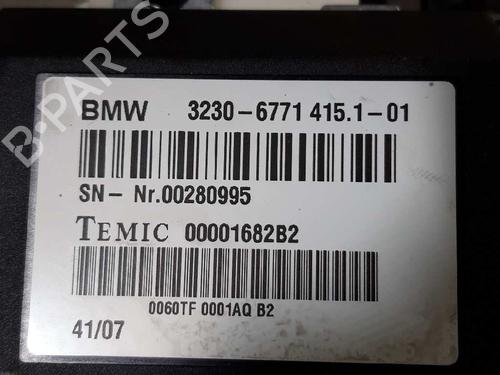 BMW 3230-6771 415.1-01
SN- Nr.00280995
TEMIC 00001682B2
0060TF 0001AQ B2
41/07
B-PARTS